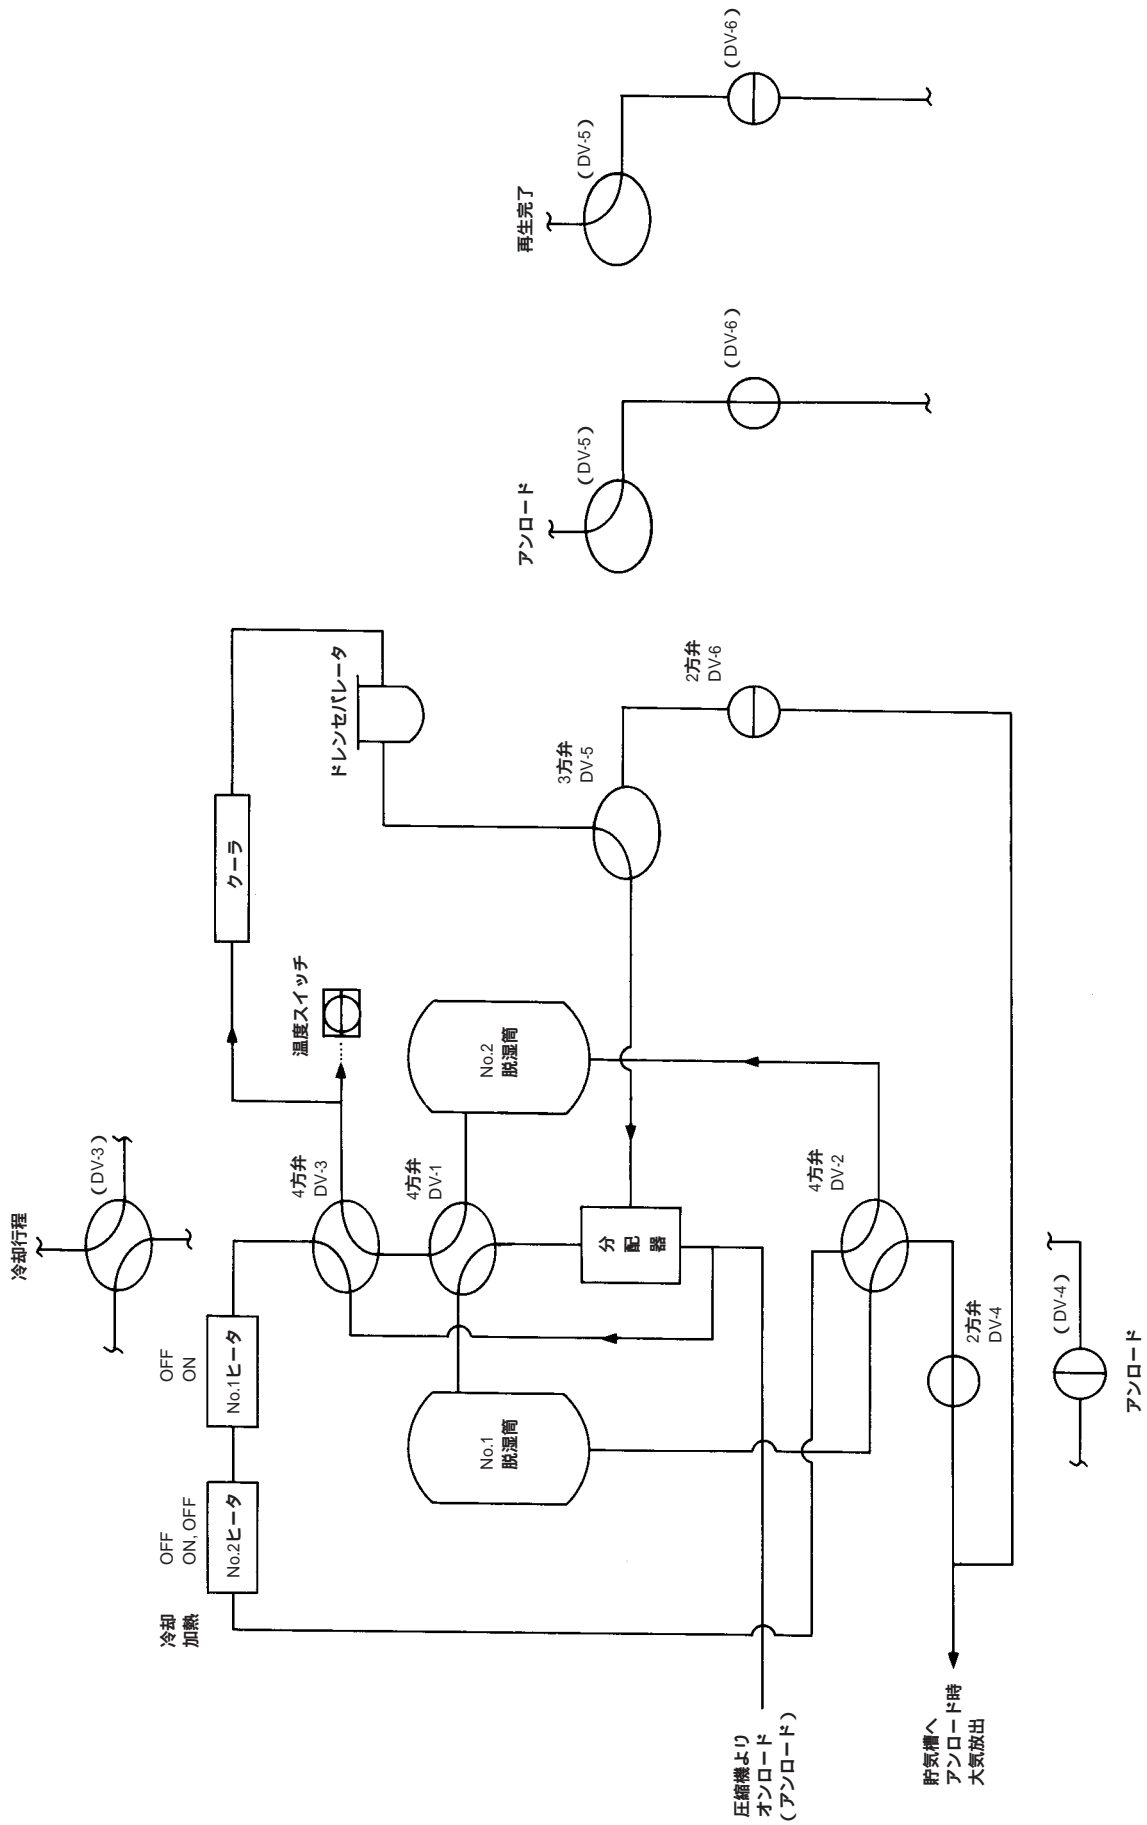 冷却
加熱
OFF
ON, OFF
OFF
ON
冷却行程
(DV-3)
No.2ヒータ
No.1ヒータ
クーラ
4方弁
DV-3
温度スイッチ
ドレンセパレータ
4方弁
DV-1
No.1
脱湿筒
No.2
脱湿筒
アンロード
再生完了
3方弁
DV-5
(DV-5)
(DV-5)
分
配
器
2方弁
DV-6
(DV-6)
(DV-6)
圧縮機より
オンロード
(アンロード)
4方弁
DV-2
貯気槽へ
アンロード時
大気放出
2方弁
DV-4
(DV-4)
アンロード